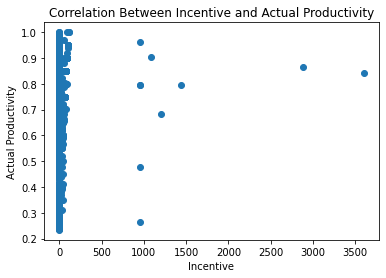 Correlation Between Incentive and Actual Productivity
1.0
0.9
0.8
0.7
0.6
0.5
0.4
0.3
0.2
Actual Productivity
0 500 1000 1500 2000 2500 3000 3500
Incentive